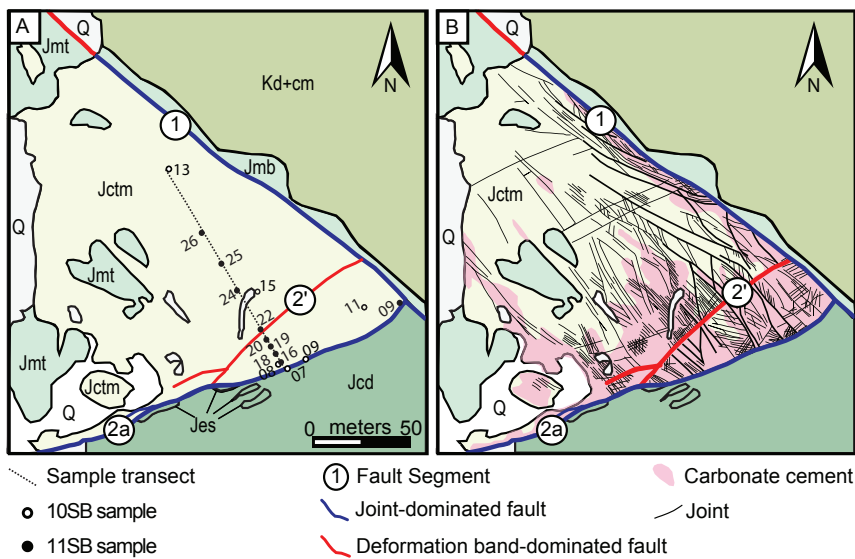 A
Q
Jmt
N
Kd+cm
1
13
Jmb
Jctm
26
25
Q
Jmt
24
15
2'
11
09
22
20
19
18
16
09
08
07
Jmt
Jctm
Jcd
Q
2a
Jes
0 meters 50
B
N
1
Jctm
2'
2a
Sample transect
1 Fault Segment
Carbonate cement
10SB sample
Joint-dominated fault
Joint
11SB sample
Deformation band-dominated fault